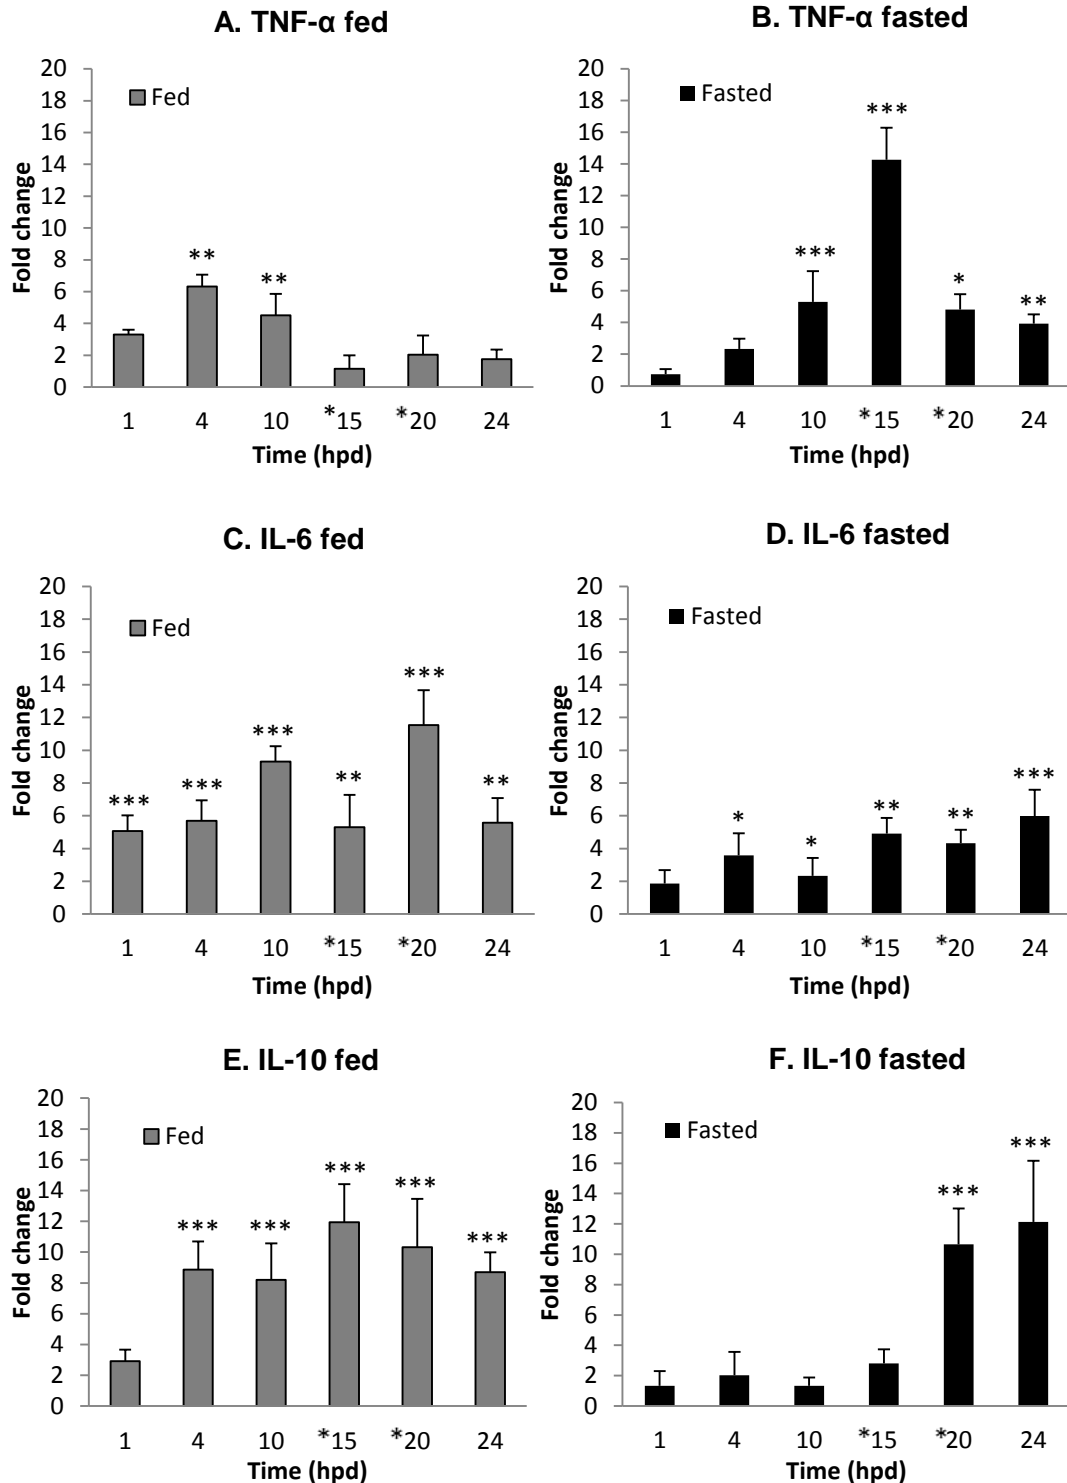 A. TNF-α fed
20
18
16
14
12
10
8
6
4
2
0
Fold change
Fed
**
**
1 4 10 *15 *20 24
Time (hpd)
B. TNF-α fasted
20
18
16
14
12
10
8
6
4
2
0
Fold change
Fasted
***
***
*
**
1 4 10 *15 *20 24
Time (hpd)
C. IL-6 fed
20
18
16
14
12
10
8
6
4
2
0
Fold change
Fed
*** *** *** ** *** **
1 4 10 *15 *20 24
Time (hpd)
D. IL-6 fasted
20
18
16
14
12
10
8
6
4
2
0
Fold change
Fasted
* * ** ** ***
1 4 10 *15 *20 24
Time (hpd)
E. IL-10 fed
20
18
16
14
12
10
8
6
4
2
0
Fold change
Fed
*** *** *** *** ***
1 4 10 *15 *20 24
Time (hpd)
F. IL-10 fasted
20
18
16
14
12
10
8
6
4
2
0
Fold change
Fasted
*** ***
1 4 10 *15 *20 24
Time (hpd)